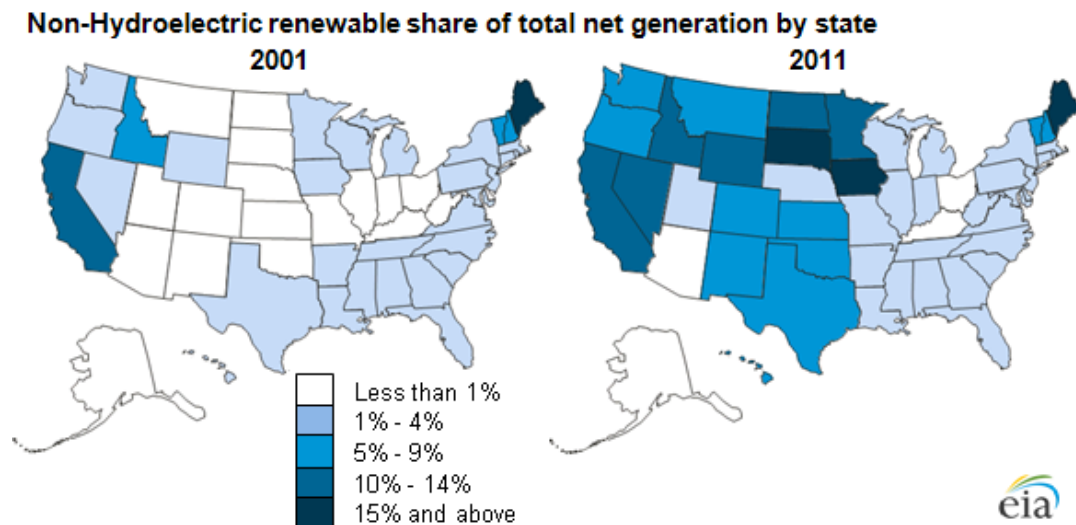 Non-Hydroelectric renewable share of total net generation by state
2001
2011
Less than 1%
1% - 4%
5% - 9%
10% - 14%
15% and above
eia